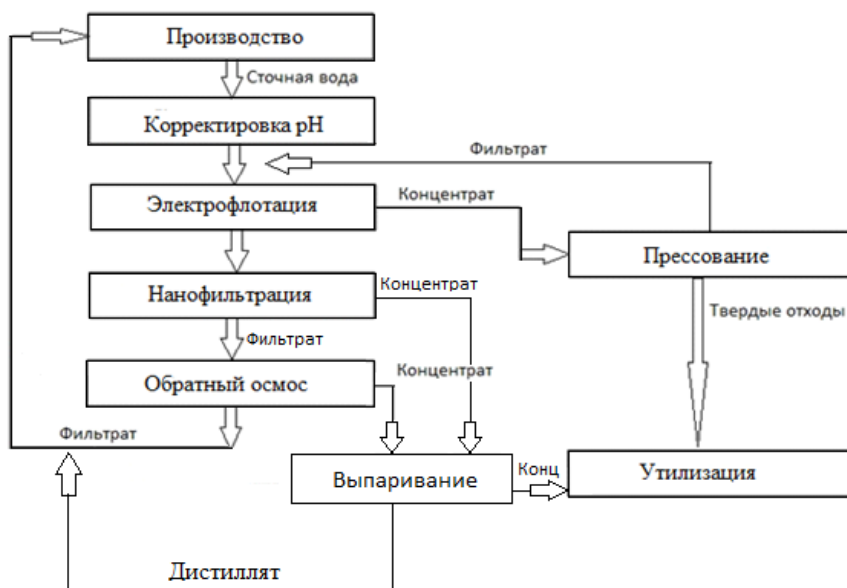 Производство
Сточная вода
Корректировка pH
Фильтрат
Электрофлотация
Концентрат
Прессование
Нанофильтрация
Концентрат
Твердые отходы
Фильтрат
Обратный осмос
Концентрат
Фильтрат
Выпаривание
Конц
Утилизация
Дистиллят